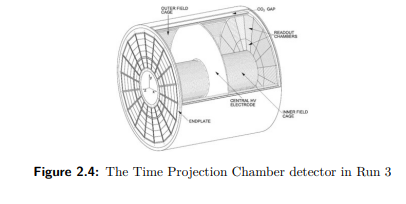 OUTER FIELD
CAGE
CO₂ GAP
READOUT
CHAMBERS
CENTRAL HV
ELECTRODE
INNER FIELD
CAGE
ENDPLATE
Figure 2.4: The Time Projection Chamber detector in Run 3